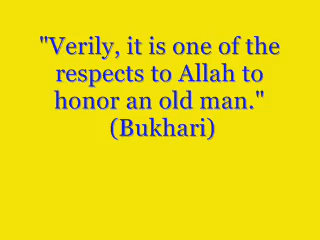 "Verily, it is one of the
respects to Allah to
honor an old man."
(Bukhari)